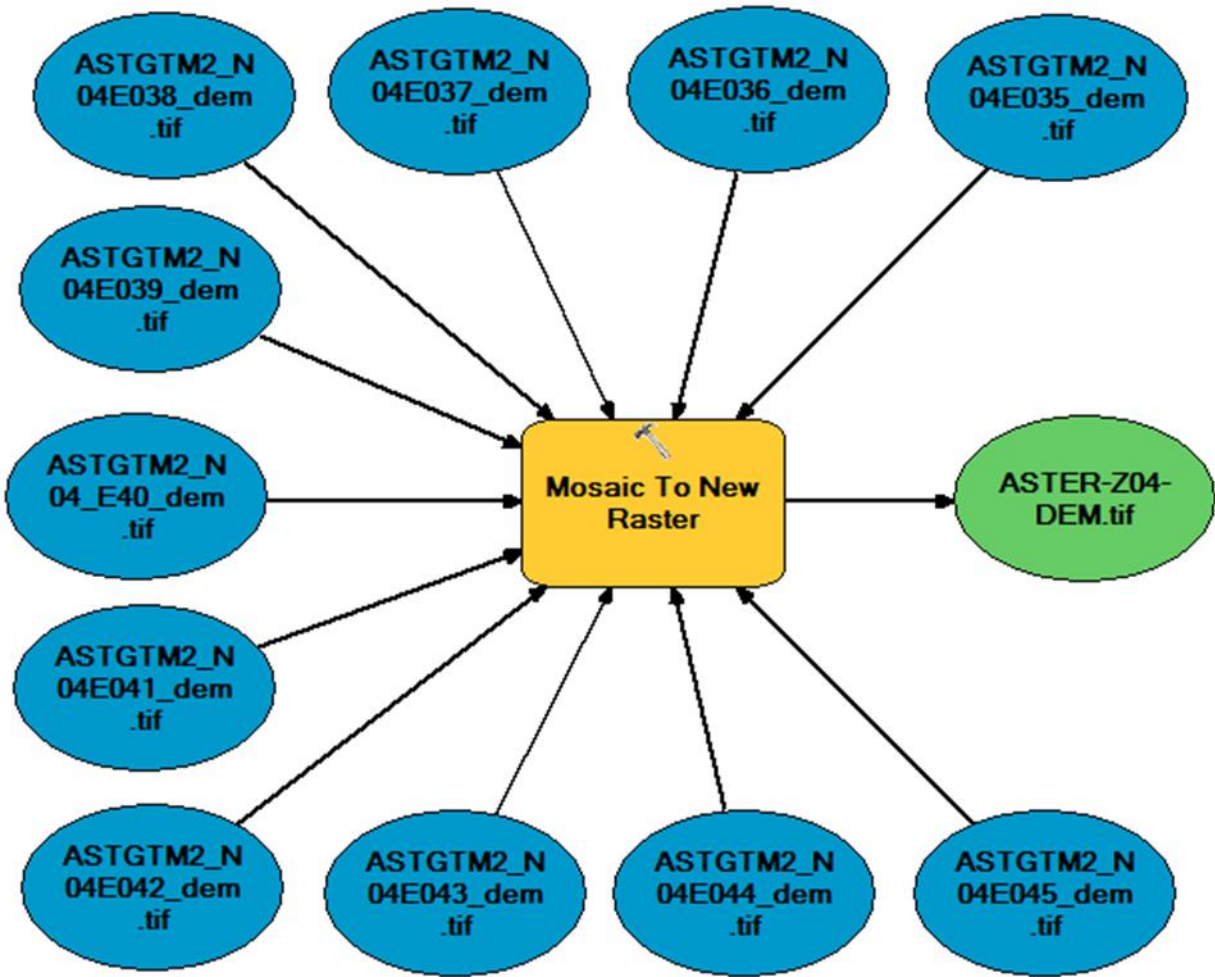 ASTGTM2_N
04E038_dem
.tif
ASTGTM2_N
04E037_dem
.tif
ASTGTM2_N
04E036_dem
.tif
ASTGTM2_N
04E035_dem
.tif
ASTGTM2_N
04E039_dem
.tif
ASTGTM2_N
04_E40_dem
.tif
Mosaic To New
Raster
ASTER-Z04-
DEM.tif
ASTGTM2_N
04E041_dem
.tif
ASTGTM2_N
04E042_dem
.tif
ASTGTM2_N
04E043_dem
.tif
ASTGTM2_N
04E044_dem
.tif
ASTGTM2_N
04E045_dem
.tif